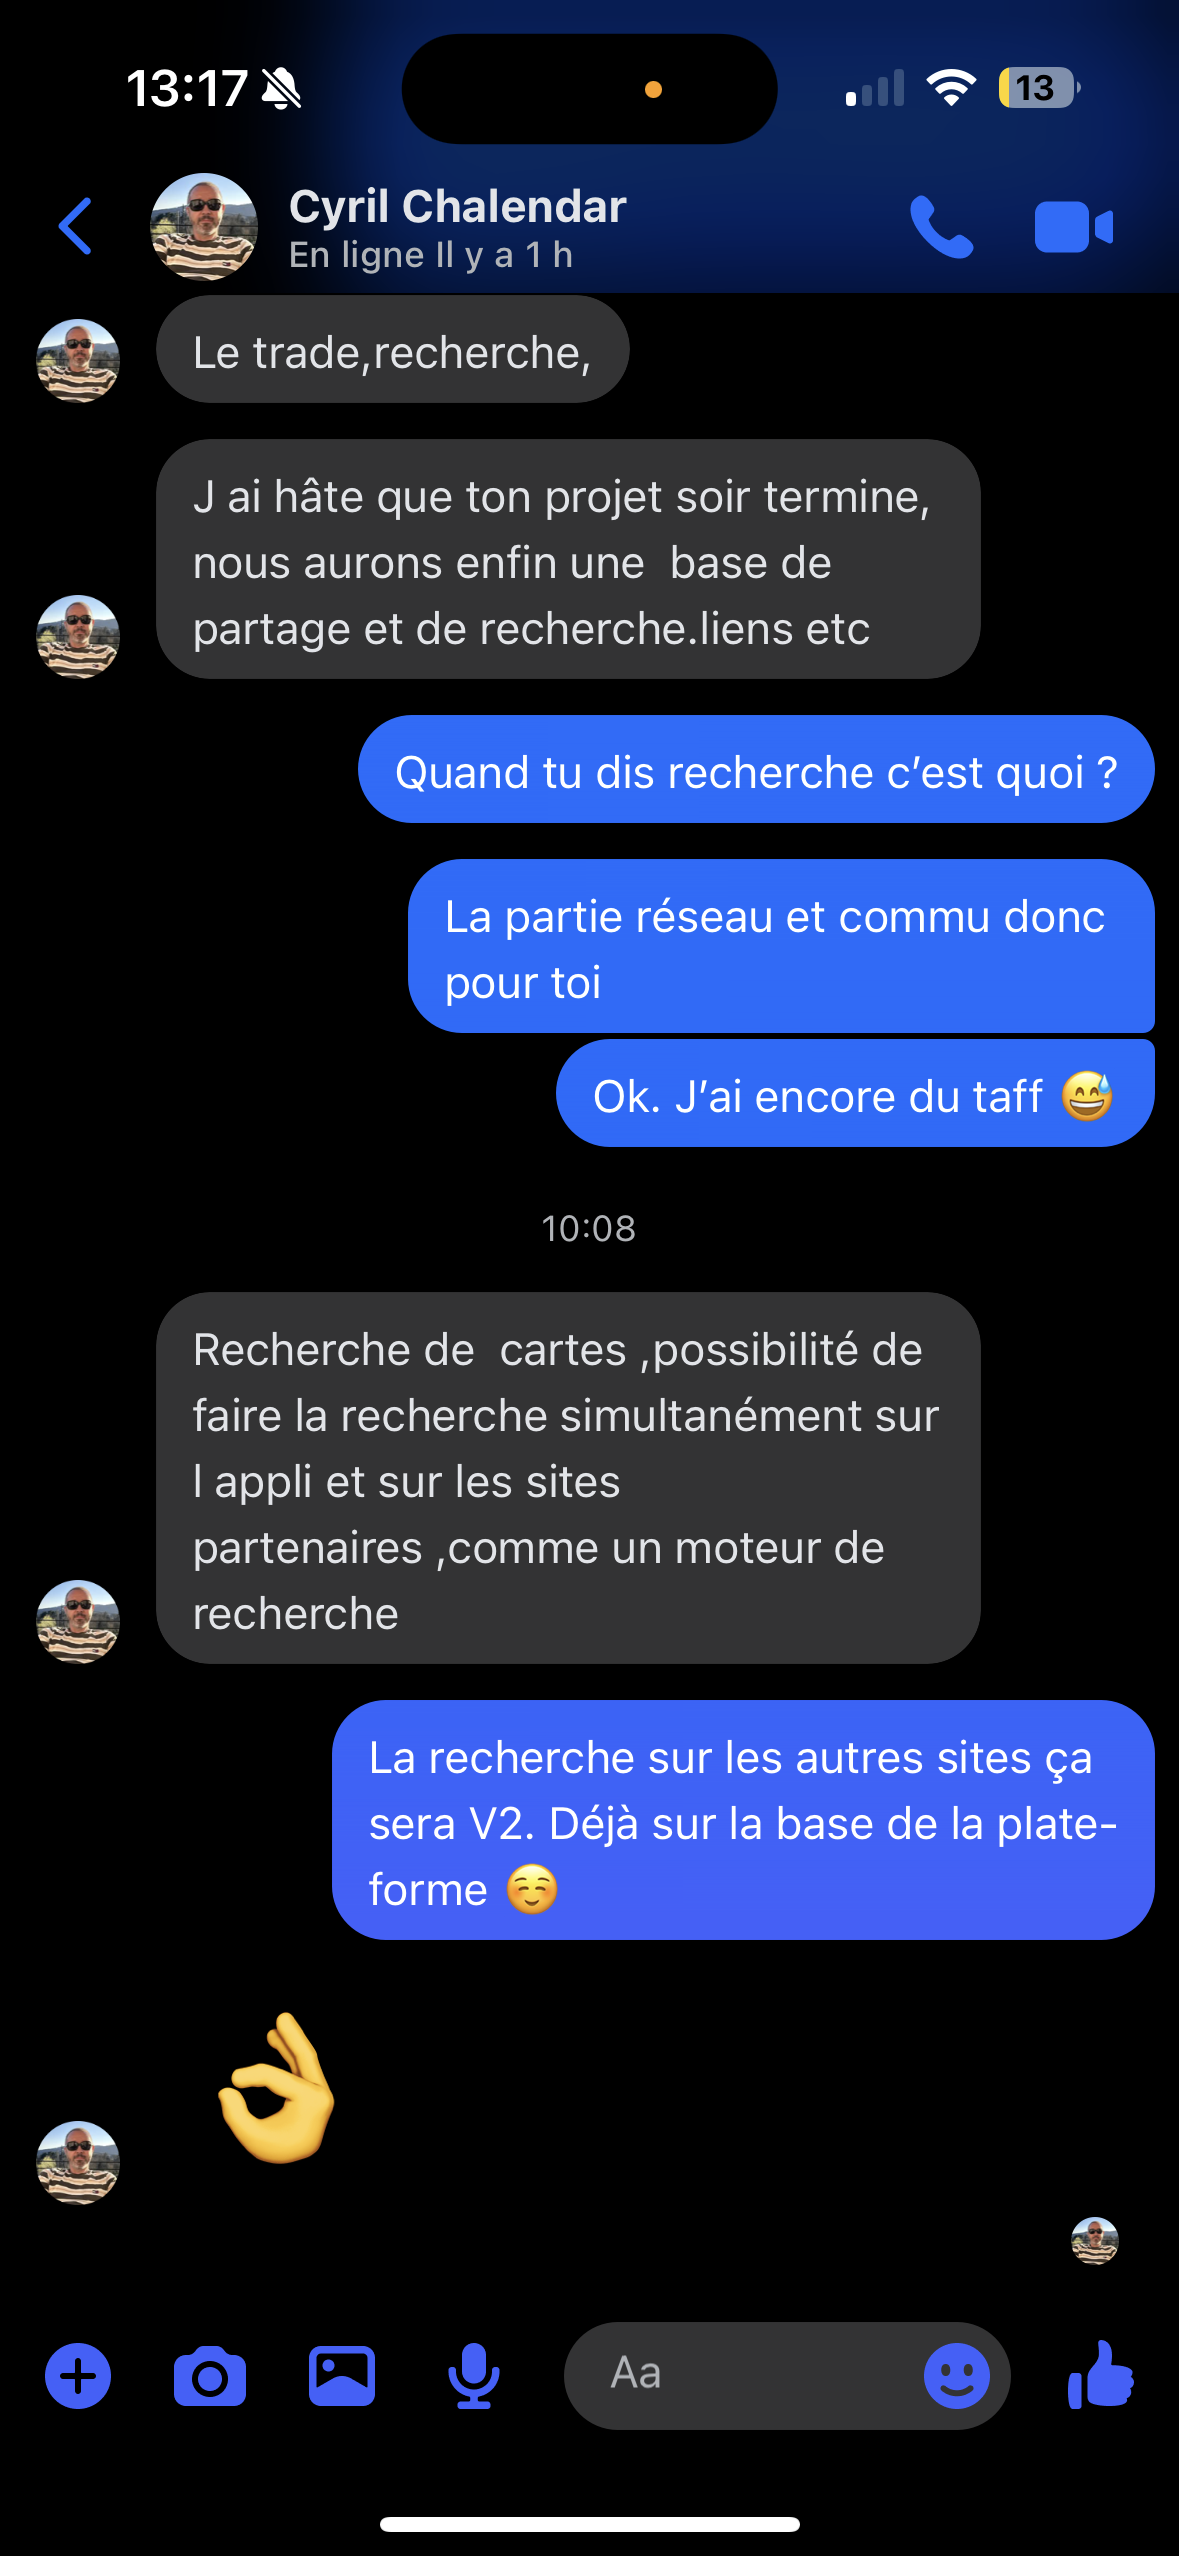 13:17
13
Cyril Chalendar
En ligne Il y a 1 h
Le trade,recherche,
J ai hâte que ton projet soir termine,
nous aurons enfin une  base de
partage et de recherche.liens etc
Quand tu dis recherche c’est quoi ?
La partie réseau et commu donc
pour toi
Ok. J’ai encore du taff 😅
10:08
Recherche de  cartes ,possibilité de
faire la recherche simultanément sur
l appli et sur les sites
partenaires ,comme un moteur de
recherche
La recherche sur les autres sites ça
sera V2. Déjà sur la base de la plate-
forme ☺️
👌
Aa